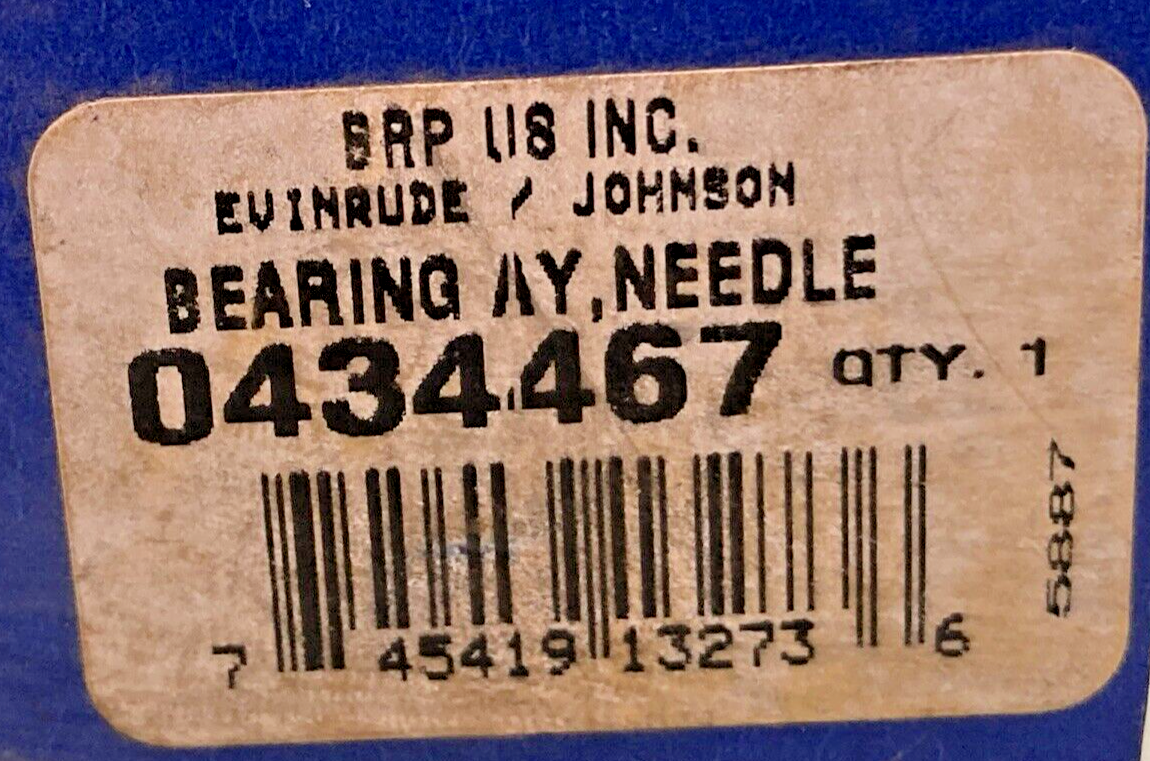 BRP US INC.
EVINRUDE / JOHNSON
BEARING AY,NEEDLE
0434467 QTY. 1
5887
7 45419 13273 6